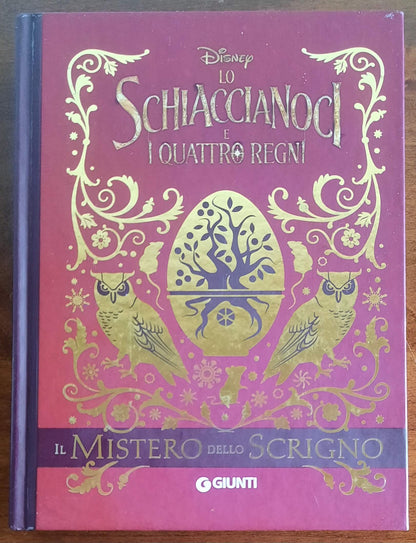 Disney
LO
SCHIACCIANOCI
E
I QUATTRO REGNI
IL MISTERO DELLO SCRIGNO
GIUNTI